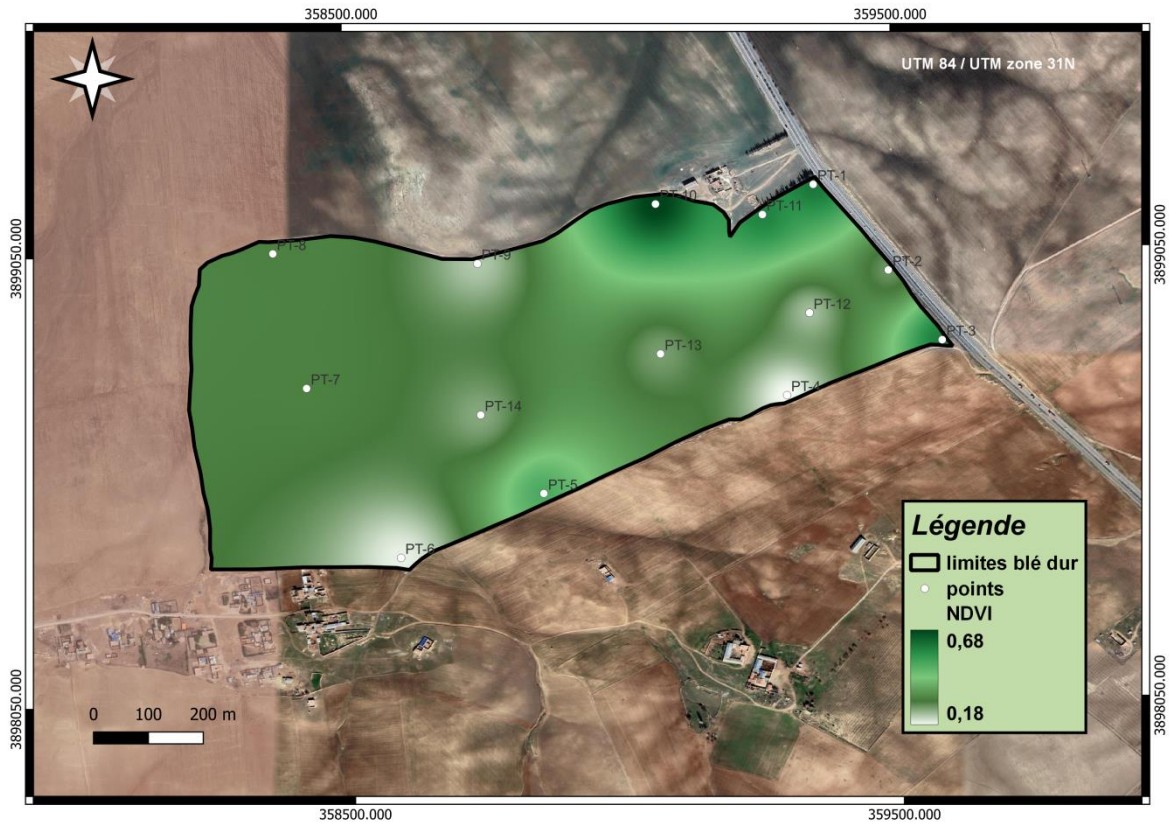 358500.000
359500.000
UTM 84 / UTM zone 31N
3899050.000
3899050.000
PT-1
PT-10
PT-11
PT-8
PT-9
PT-2
PT-12
PT-3
PT-13
PT-7
PT-4
PT-14
PT-5
PT-6
Légende
limites blé dur
points
NDVI
0,68
0,18
3898050.000
3898050.000
0 100 200 m
358500.000
359500.000